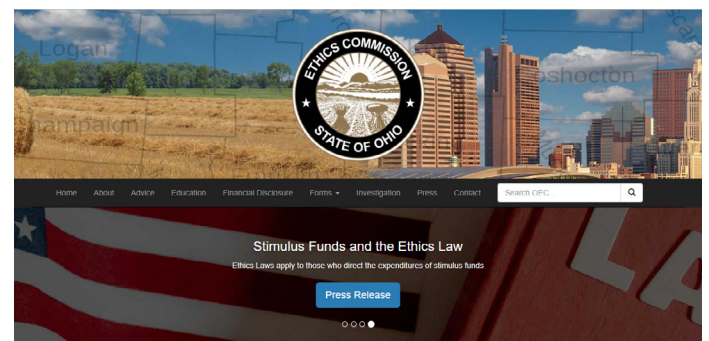 Logan
oshocton
hampaign
ETHICS COMMISSION
STATE OF OHIO
Home About Advice Education Financial Disclosure Forms Investigation Press Contact Search OEC
Stimulus Funds and the Ethics Law
Ethics Laws apply to those who direct the expenditures of stimulus funds
Press Release
LA